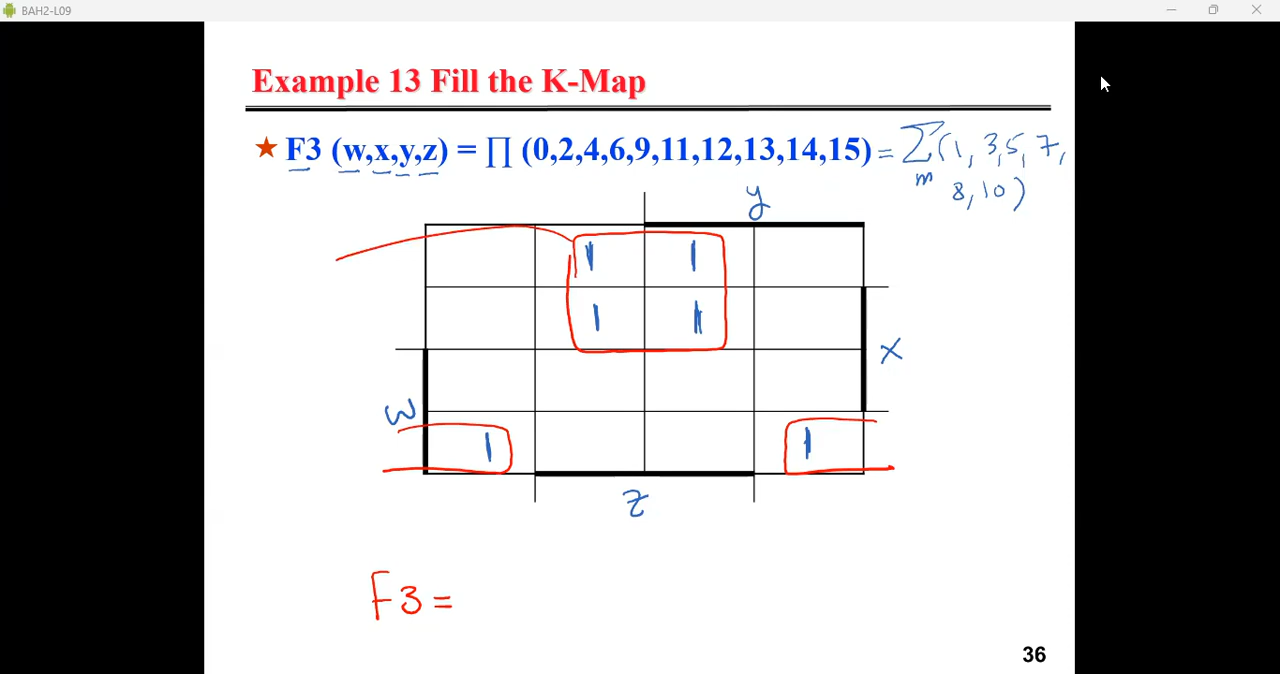 BAH2-L09
Example 13 Fill the K-Map
★ F3 (w,x,y,z) = ∏ (0,2,4,6,9,11,12,13,14,15) = Σ(1, 3,5, 7,
m 8,10)
y
1 1
1 1
x
w
1 1
z
F3=
36